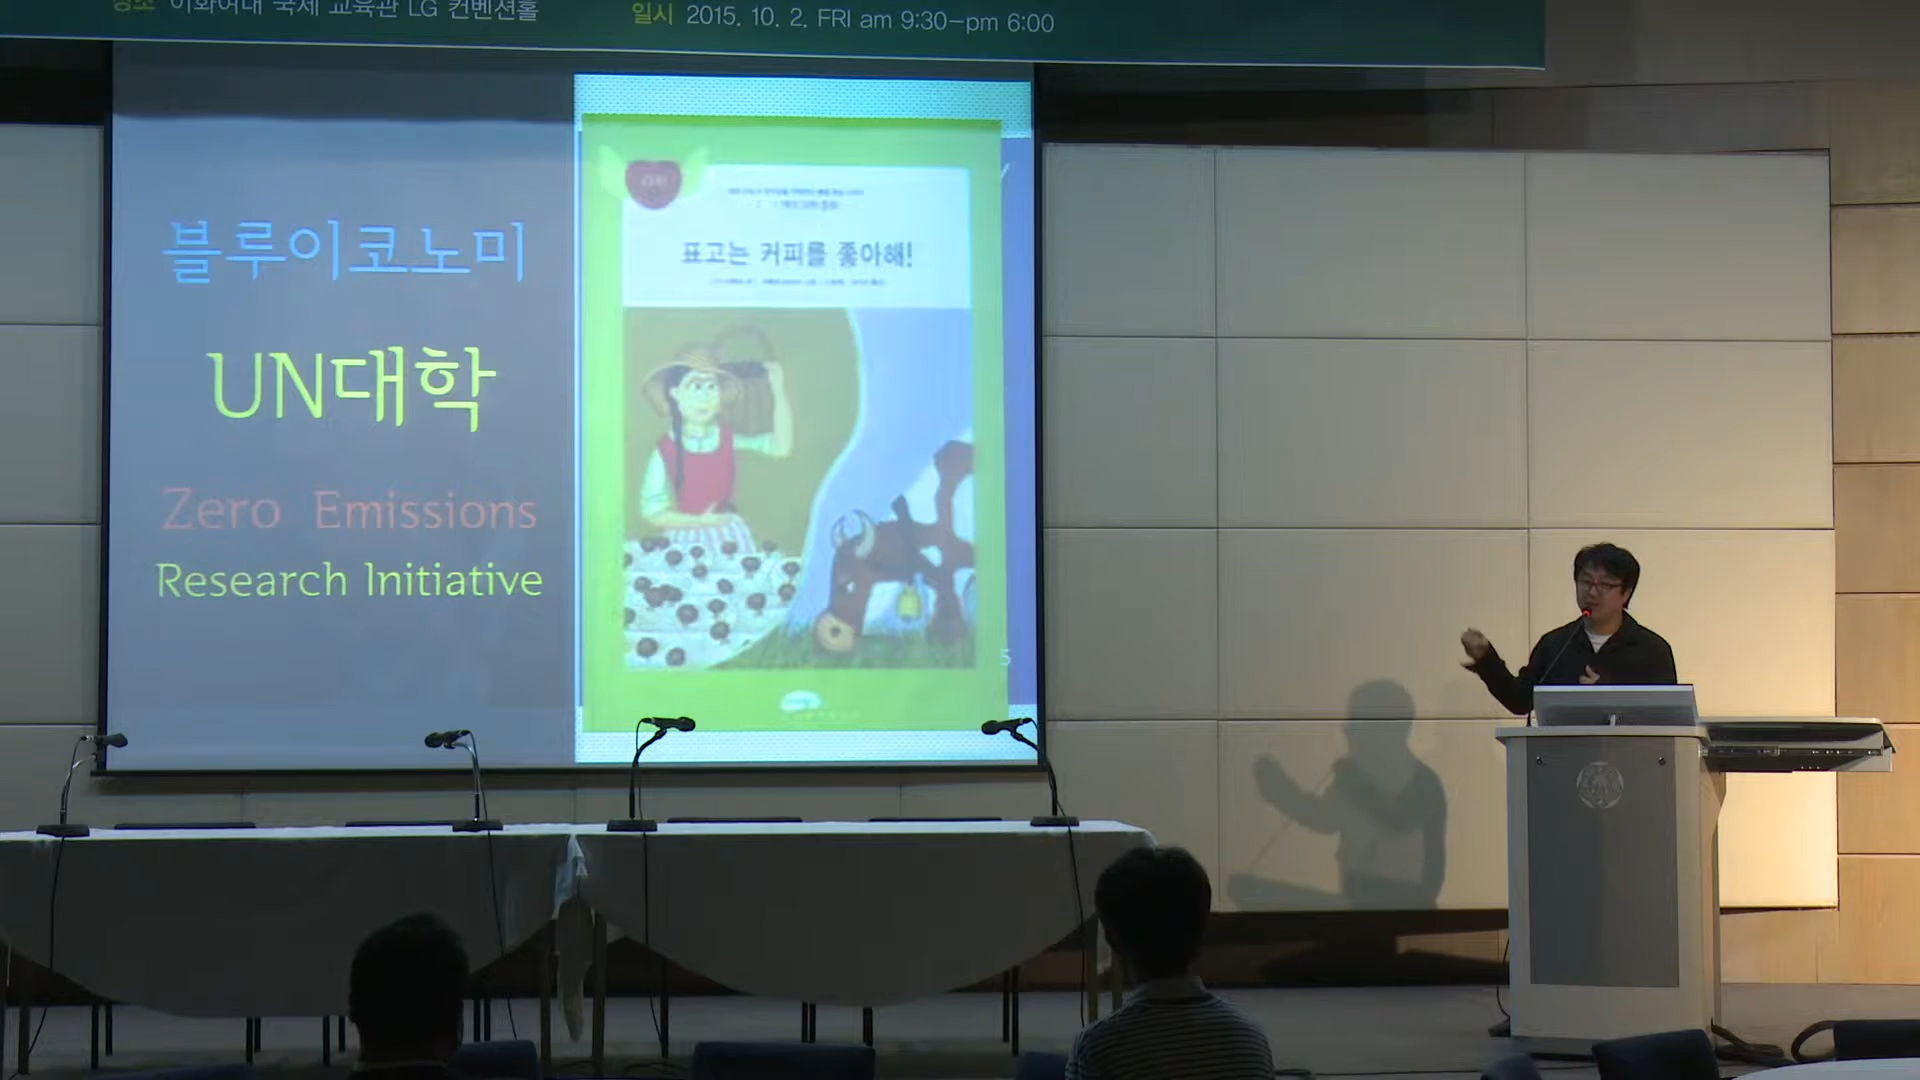 장소 이화여대 국제 교육관 LG 컨벤션홀
일시 2015. 10. 2. FRI am 9:30-pm 6:00
블루이코노미
UN대학
Zero Emissions
Research Initiative
표고는 커피를 좋아해!